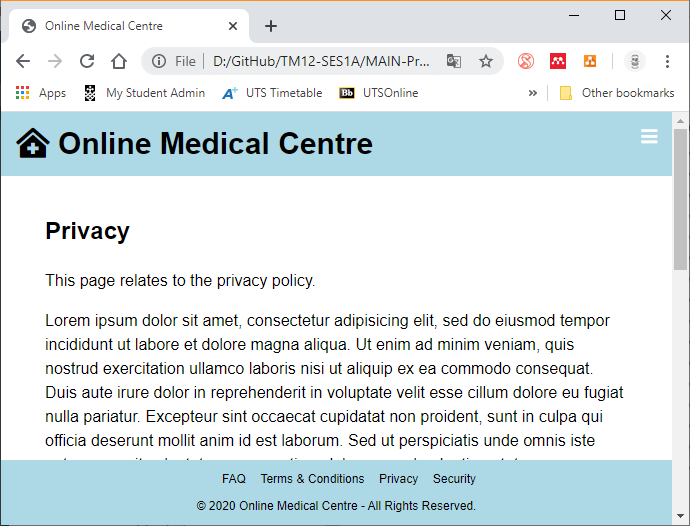 Online Medical Centre
File | D:/GitHub/TM12-SES1A/MAIN-Pr...
Apps My Student Admin UTS Timetable Bb UTSOnline » Other bookmarks
Online Medical Centre
Privacy
This page relates to the privacy policy.
Lorem ipsum dolor sit amet, consectetur adipisicing elit, sed do eiusmod tempor
incididunt ut labore et dolore magna aliqua. Ut enim ad minim veniam, quis
nostrud exercitation ullamco laboris nisi ut aliquip ex ea commodo consequat.
Duis aute irure dolor in reprehenderit in voluptate velit esse cillum dolore eu fugiat
nulla pariatur. Excepteur sint occaecat cupidatat non proident, sunt in culpa qui
officia deserunt mollit anim id est laborum. Sed ut perspiciatis unde omnis iste
FAQ Terms & Conditions Privacy Security
© 2020 Online Medical Centre - All Rights Reserved.